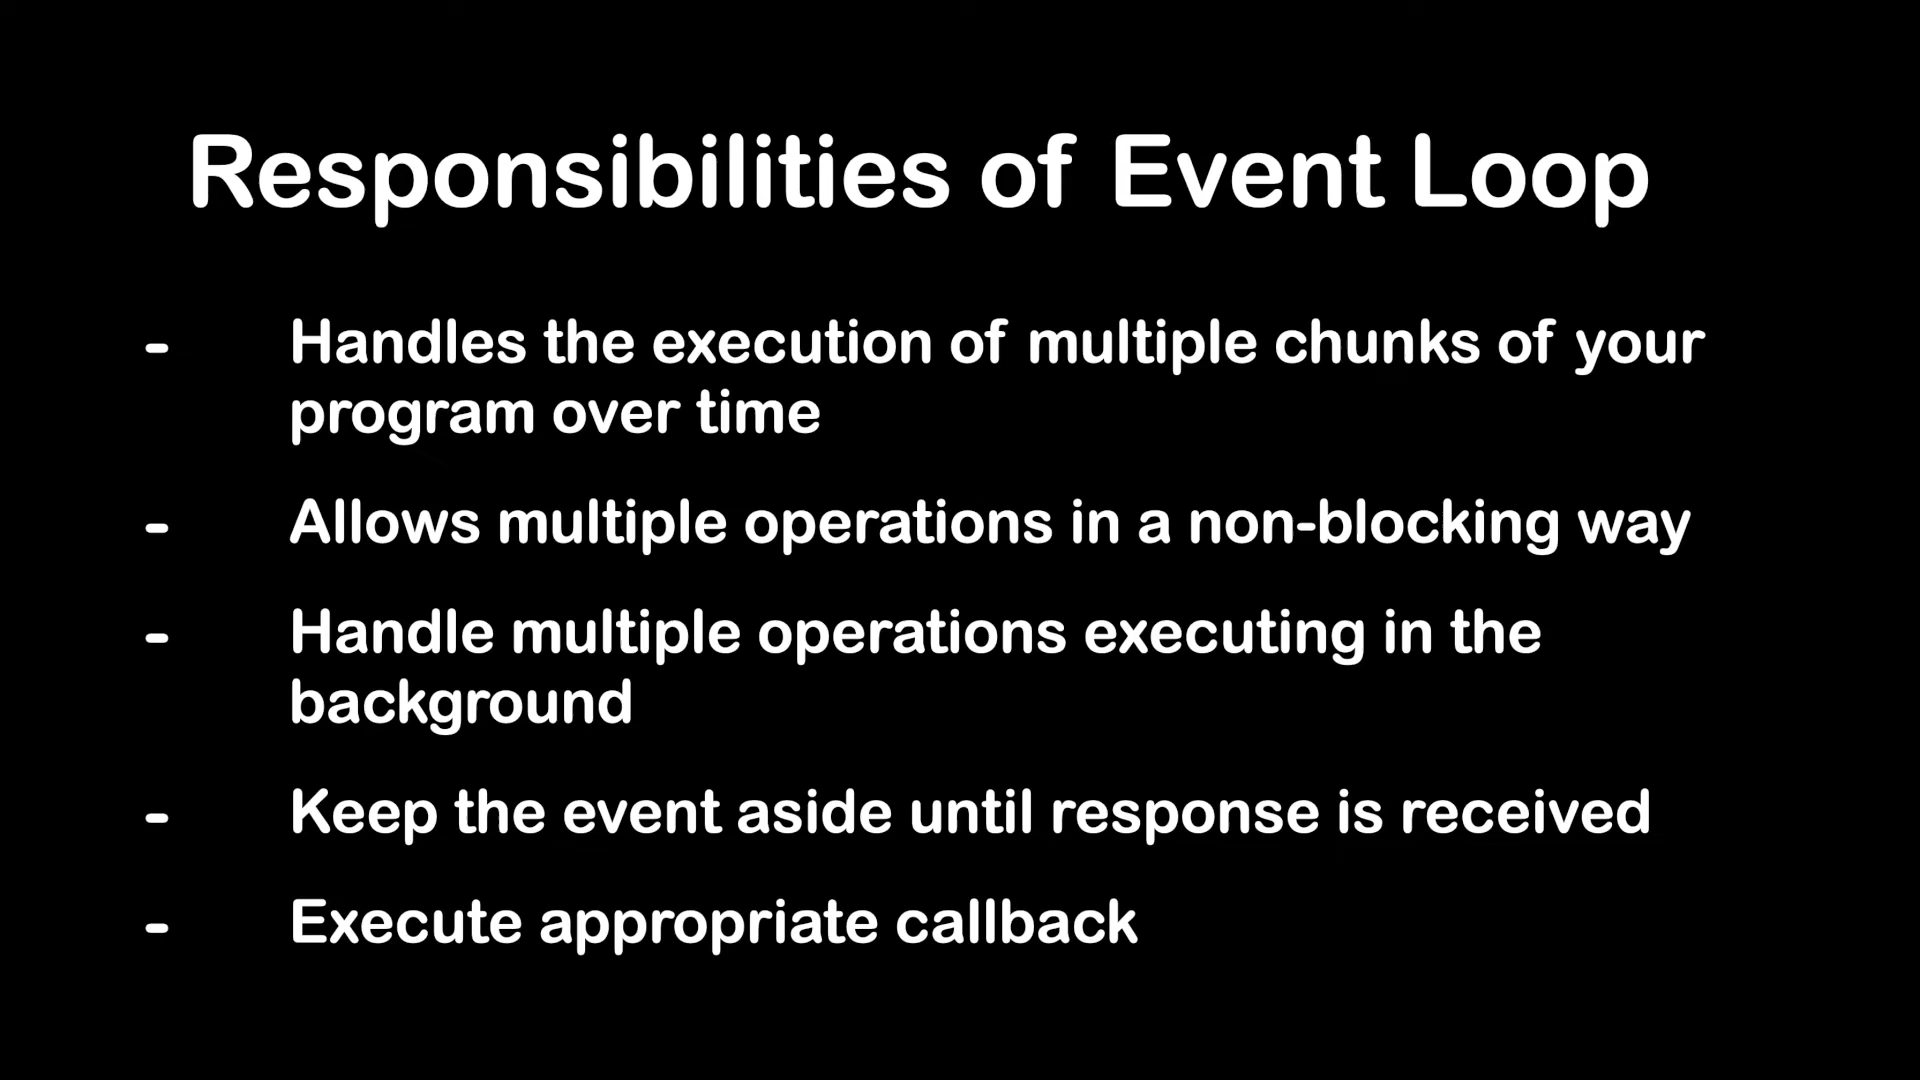 Responsibilities of Event Loop
- Handles the execution of multiple chunks of your
program over time
- Allows multiple operations in a non-blocking way
- Handle multiple operations executing in the
background
- Keep the event aside until response is received
- Execute appropriate callback